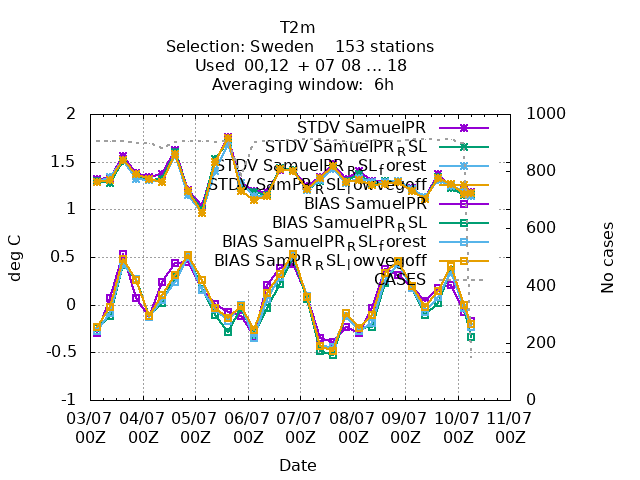 T2m
Selection: Sweden    153 stations
Used  00,12  + 07 08 ... 18
Averaging window:  6h
2
1.5
1
0.5
0
-0.5
-1
1000
800
600
400
200
0
deg C
No cases
STDV SamuelPR
STDV SamuelPR_RSL
STDV SamuelPR_RSL_forest
STDV SamPR_RSL_lowvegoff
BIAS SamuelPR
BIAS SamuelPR_RSL
BIAS SamuelPR_RSL_forest
BIAS SamPR_RSL_lowvegoff
CASES
03/07 04/07 05/07 06/07 07/07 08/07 09/07 10/07 11/07
00Z 00Z 00Z 00Z 00Z 00Z 00Z 00Z 00Z
Date